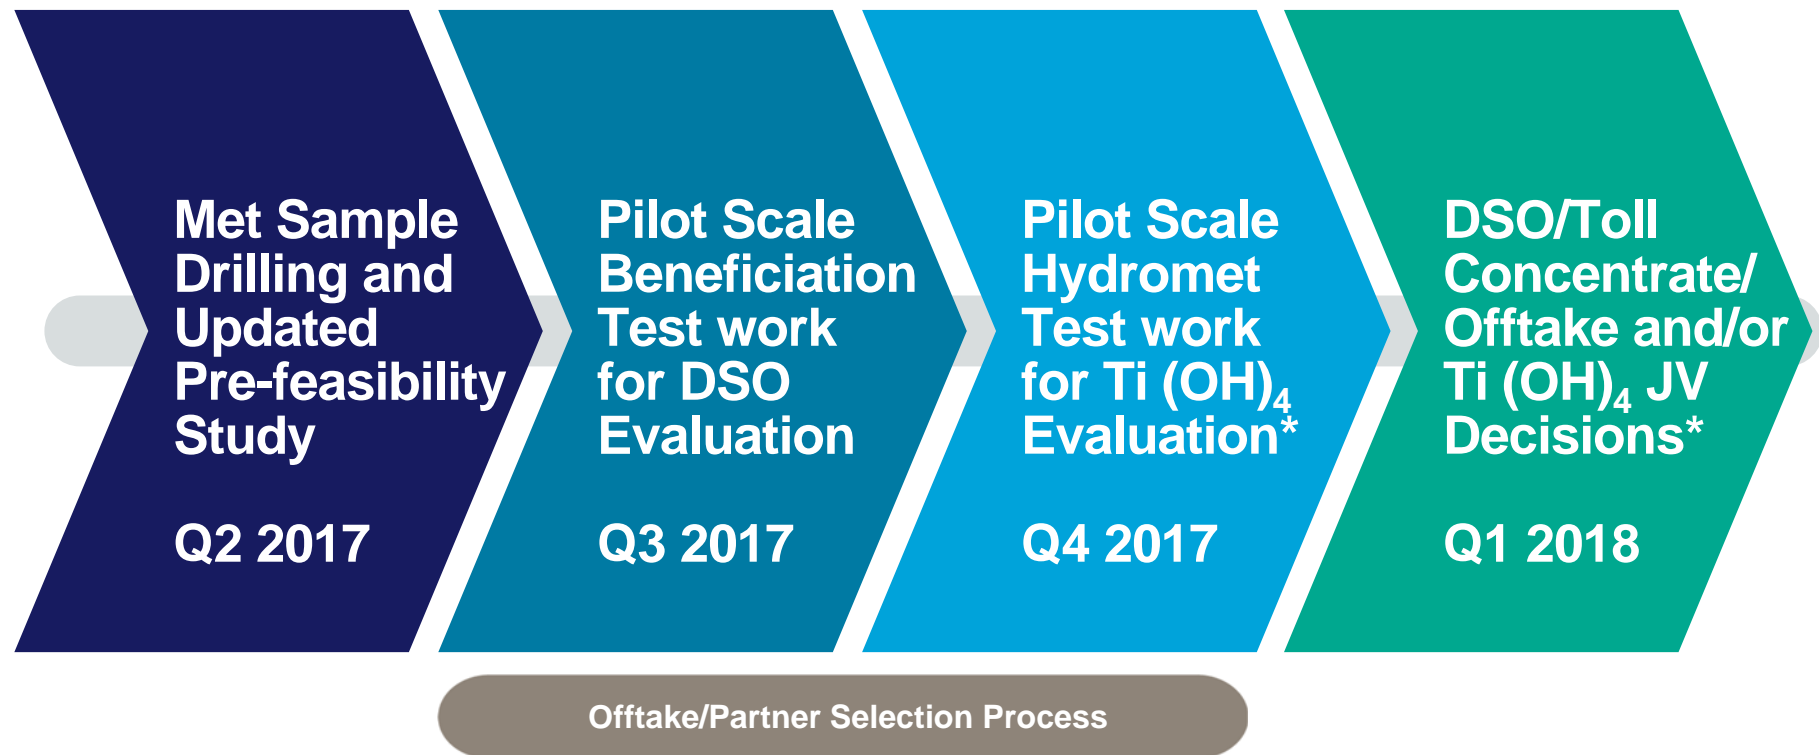 Met Sample
Drilling and
Updated
Pre-feasibility
Study
Q2 2017
Pilot Scale
Beneficiation
Test work
for DSO
Evaluation
Q3 2017
Pilot Scale
Hydromet
Test work
for Ti (OH)₄
Evaluation*
Q4 2017
DSO/Toll
Concentrate/
Offtake and/or
Ti (OH)₄ JV
Decisions*
Q1 2018
Offtake/Partner Selection Process